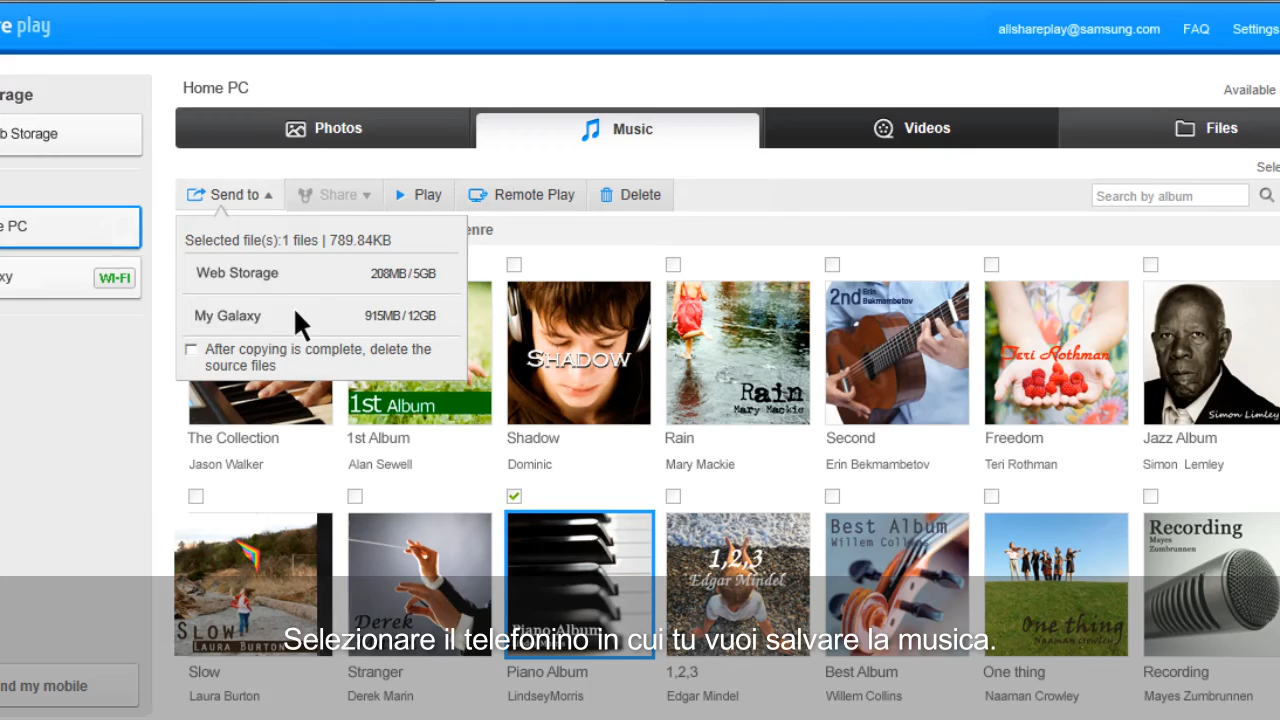 re play
allshareplay@samsung.com FAQ Settings
rage
b Storage
e PC
xy WI-FI
nd my mobile
Home PC
Available
Photos Music Videos Files
Sele
Send to Share Play Remote Play Delete Search by album
enre
Selected file(s):1 files | 789.84KB
Web Storage 208MB/5GB
My Galaxy 915MB/12GB
After copying is complete, delete the
source files
1st Album
SHADOW
Rain
Mary Mackie
2nd Erin
Bekmambetov
Teri Rothman
Simon Limley
The Collection 1st Album Shadow Rain Second Freedom Jazz Album
Jason Walker Alan Sewell Dominic Mary Mackie Erin Bekmambetov Teri Rothman Simon Lemley
SLOW
LAURA BURTON
Derek
Piano Album
1,2,3
Edgar Mindel
Best Album
Willem Coll
One thing
Naaman Crowley
Recording
Mayes
Zumbrunnen
Selezionare il telefonino in cui tu vuoi salvare la musica.
Slow Stranger Piano Album 1,2,3 Best Album One thing Recording
Laura Burton Derek Marin LindseyMorris Edgar Mindel Willem Collins Naaman Crowley Mayes Zumbrunnen